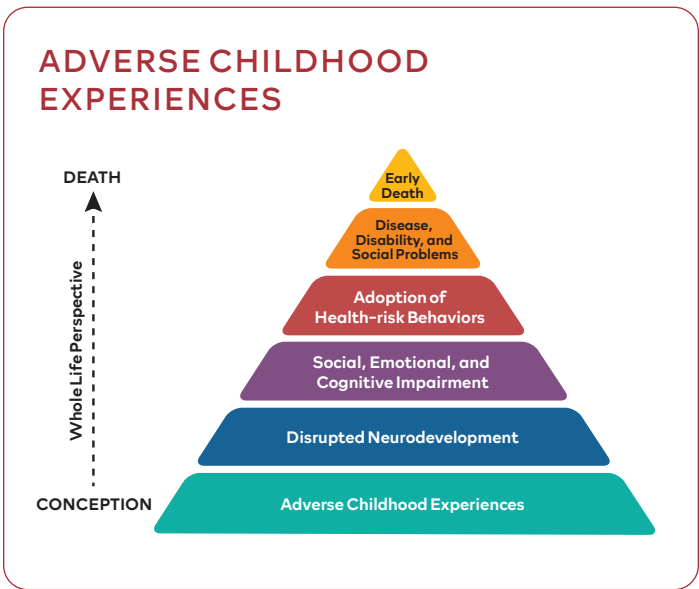 ADVERSE CHILDHOOD
EXPERIENCES
DEATH
Whole Life Perspective
CONCEPTION
Early
Death
Disease,
Disability, and
Social Problems
Adoption of
Health-risk Behaviors
Social, Emotional, and
Cognitive Impairment
Disrupted Neurodevelopment
Adverse Childhood Experiences